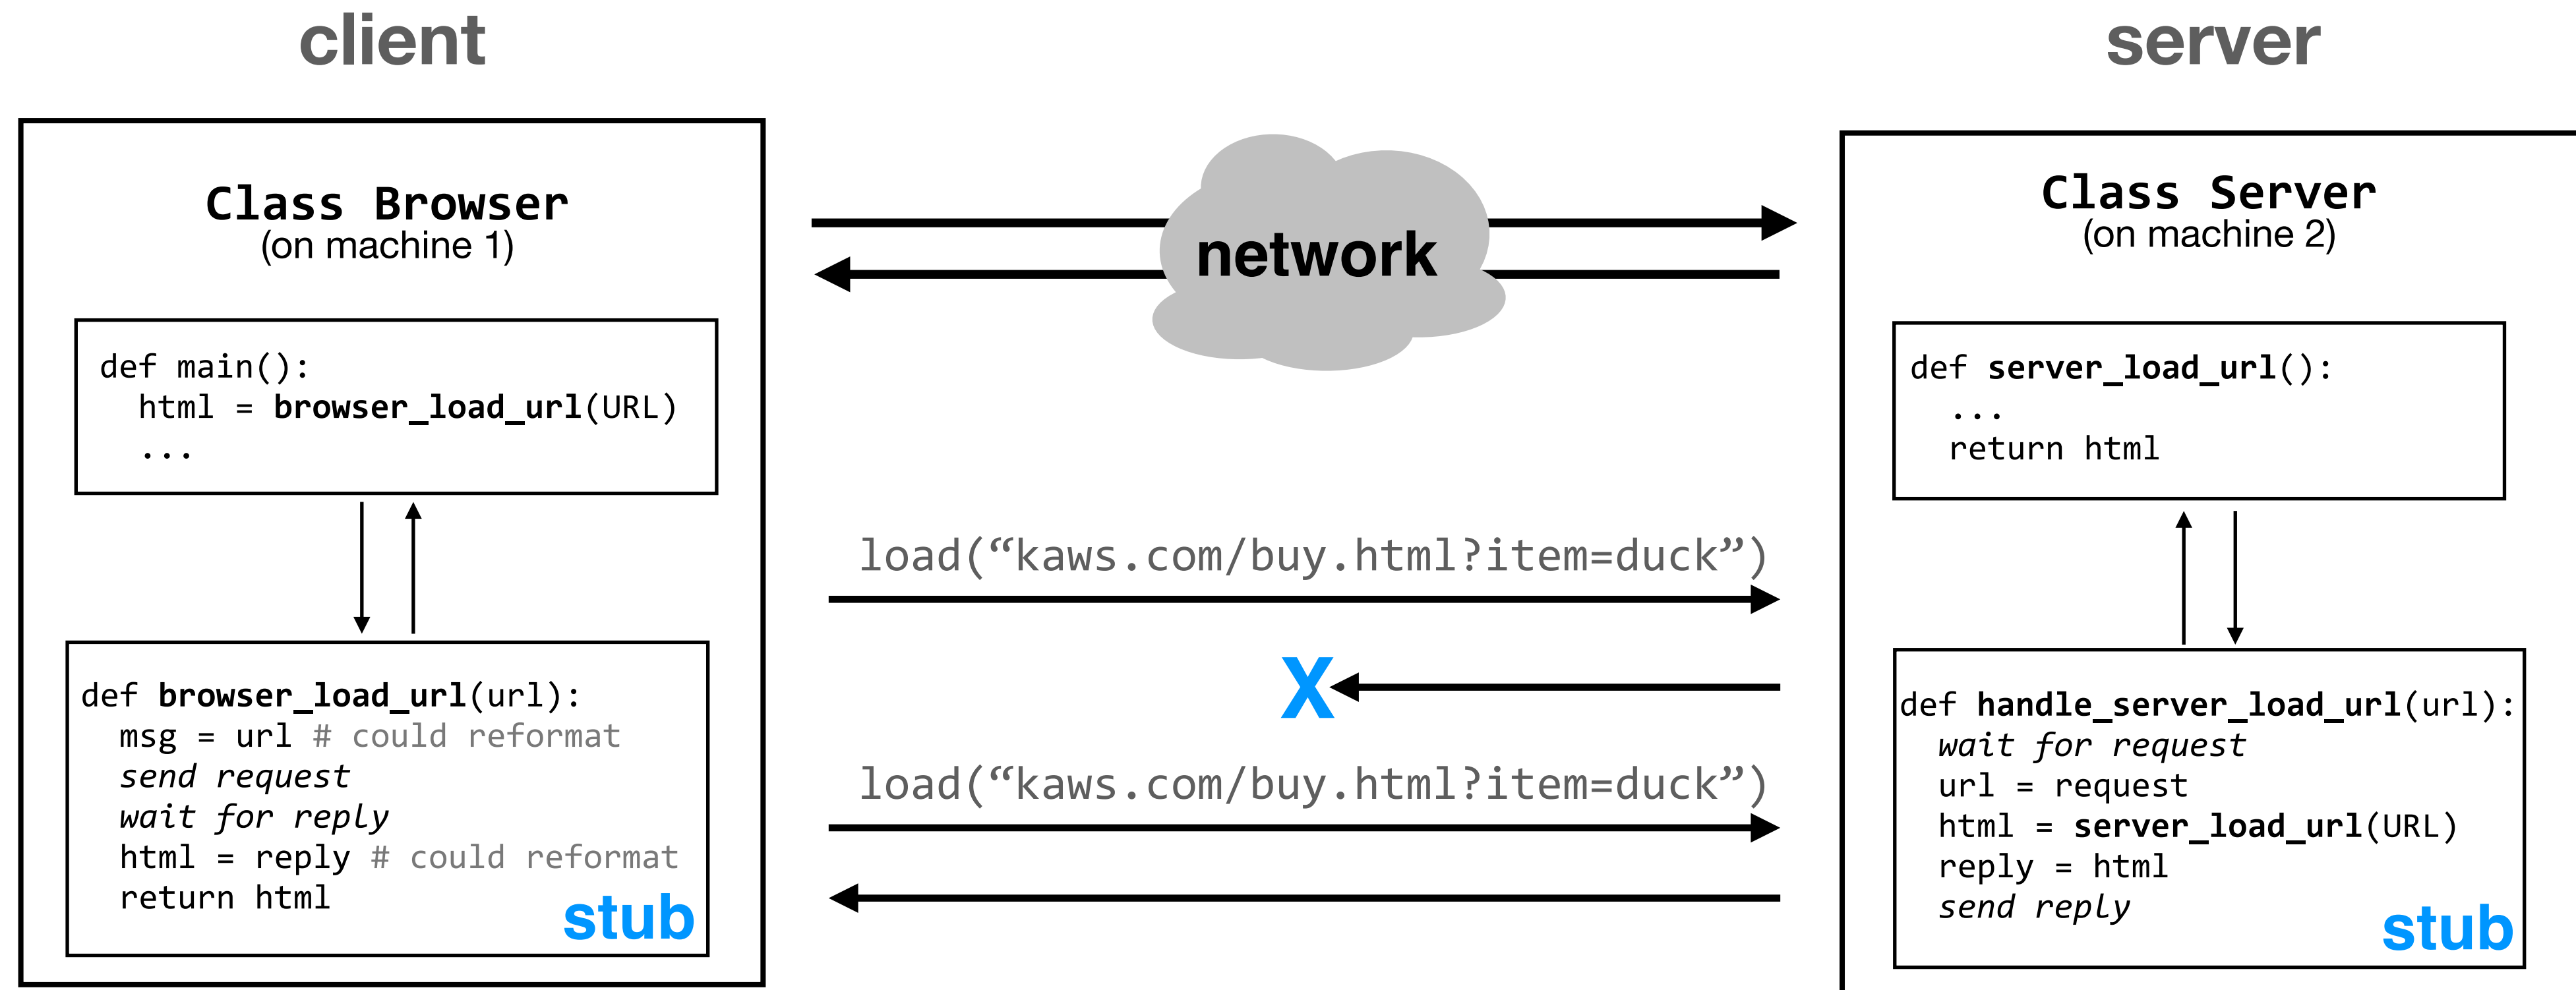 client
Class Browser
(on machine 1)
def main():
html = browser_load_url(URL)
...
def browser_load_url(url):
msg = url # could reformat
send request
wait for reply
html = reply # could reformat
return html
stub
network
load(“kaws.com/buy.html?item=duck”)
X
load(“kaws.com/buy.html?item=duck”)
server
Class Server
(on machine 2)
def server_load_url():
...
return html
def handle_server_load_url(url):
wait for request
url = request
html = server_load_url(URL)
reply = html
send reply
stub